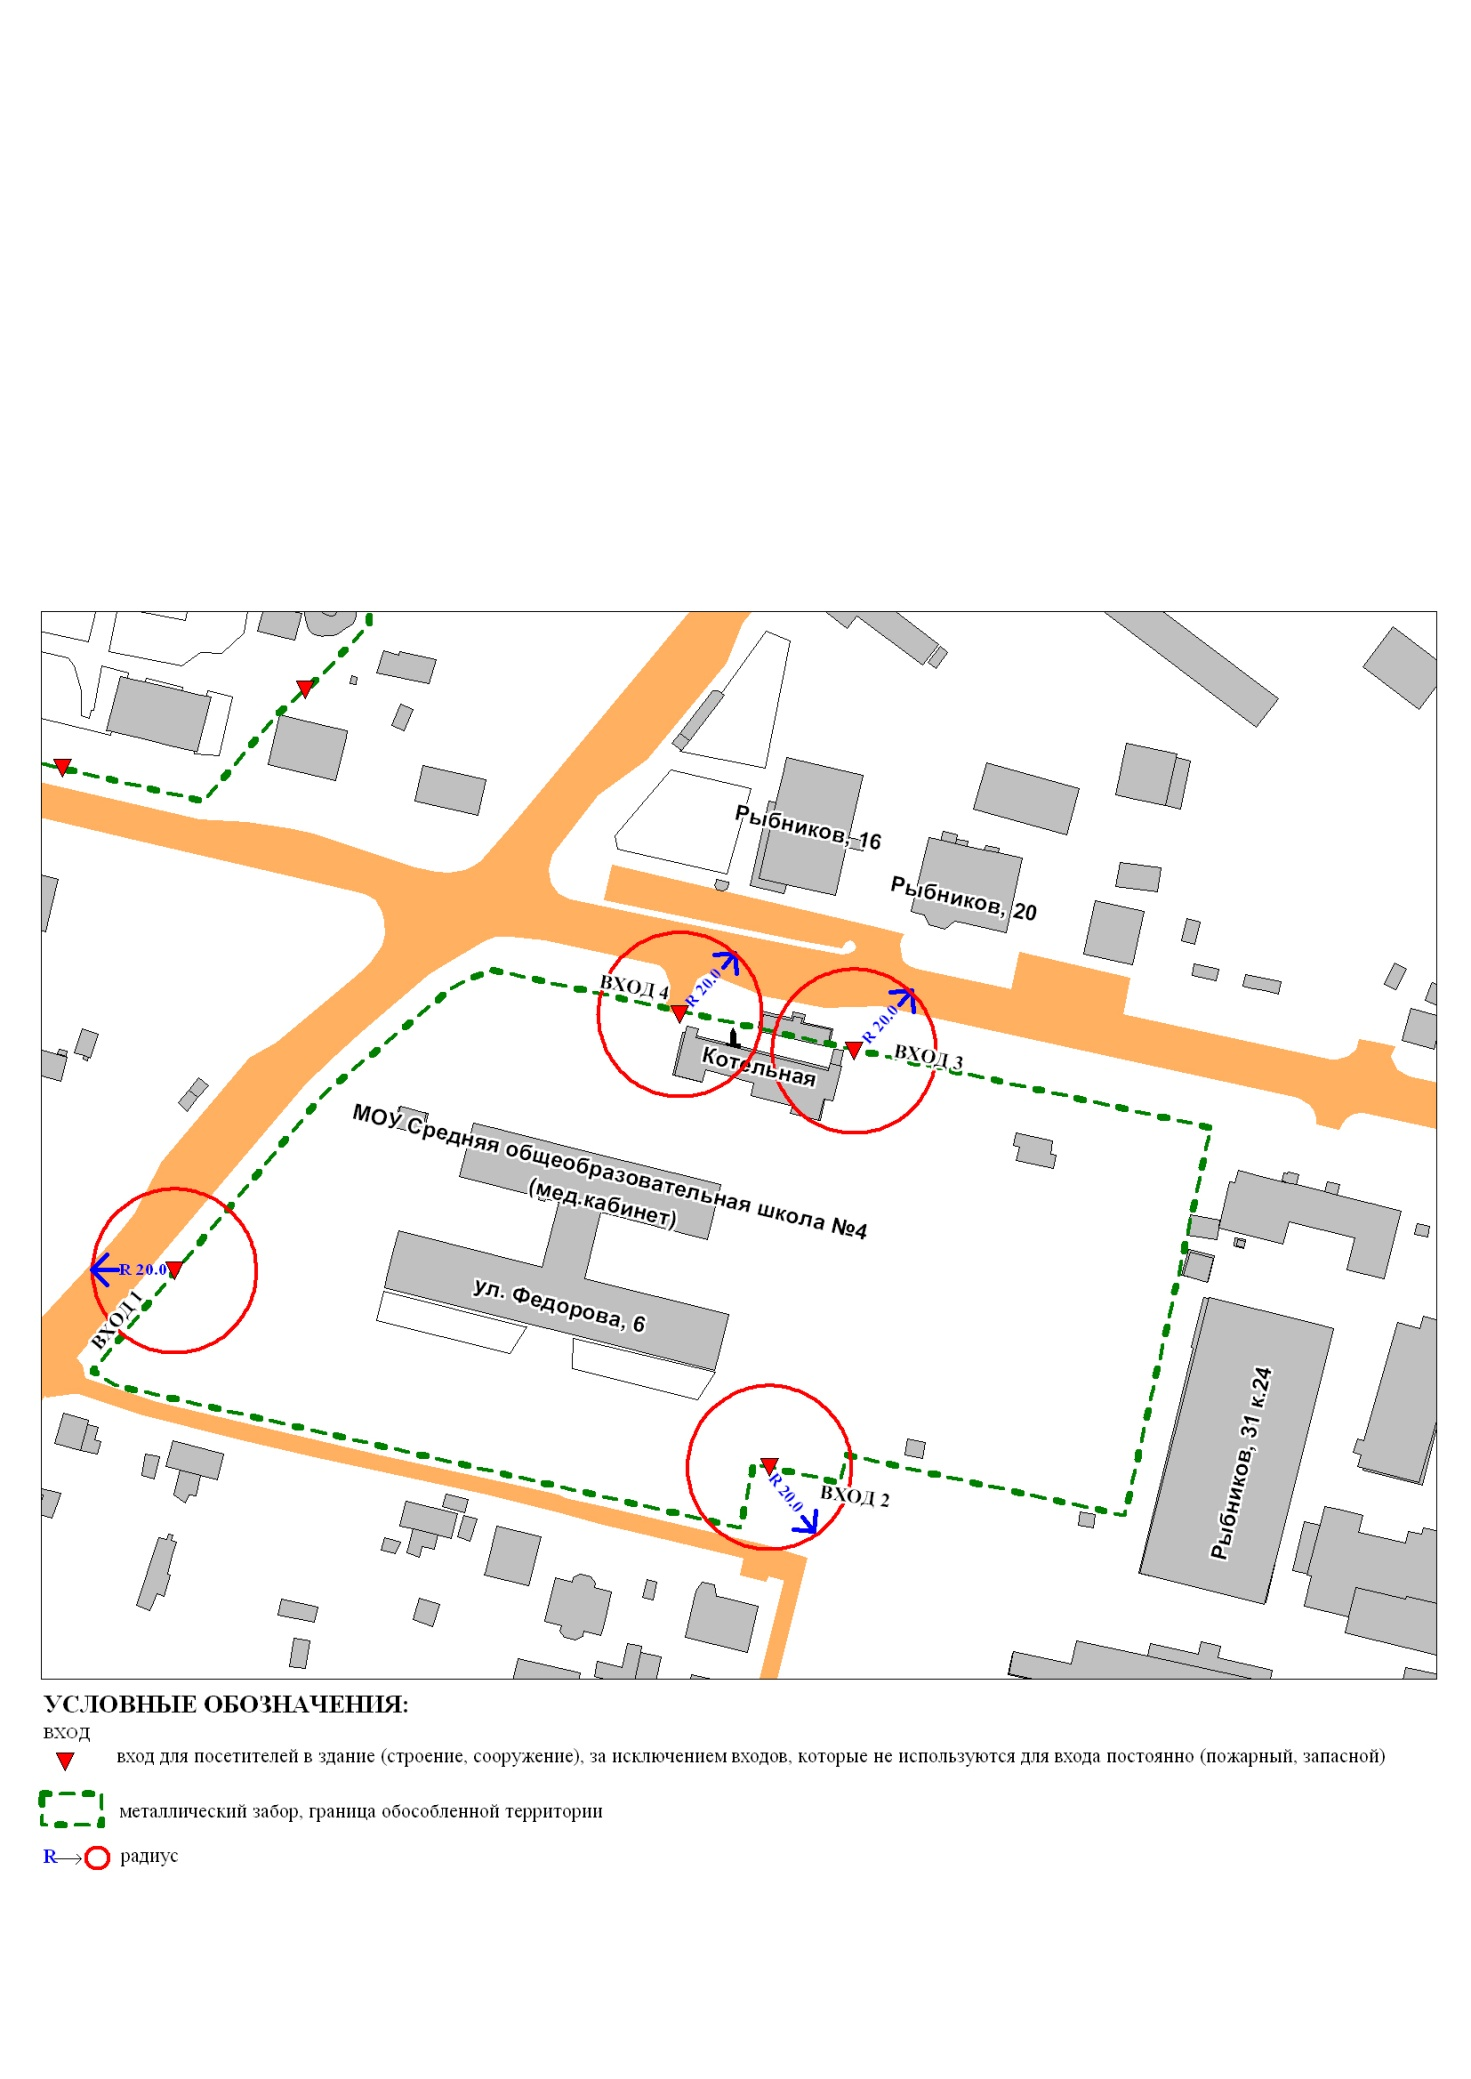 Рыбников, 16
Рыбников, 20
ВХОД 4
R 20.0
R 20.0
ВХОД 3
Котельная
МОУ Средняя общеобразовательная школа №4
(мед.кабинет)
R 20.0
ВХОД 1
ул. Федорова, 6
R 20.0
ВХОД 2
Рыбников, 31 к.24
УСЛОВНЫЕ ОБОЗНАЧЕНИЯ:
ВХОД
вход для посетителей в здание (строение, сооружение), за исключением входов, которые не используются для входа постоянно (пожарный, запасной)
металлический забор, граница обособленной территории
R радиус